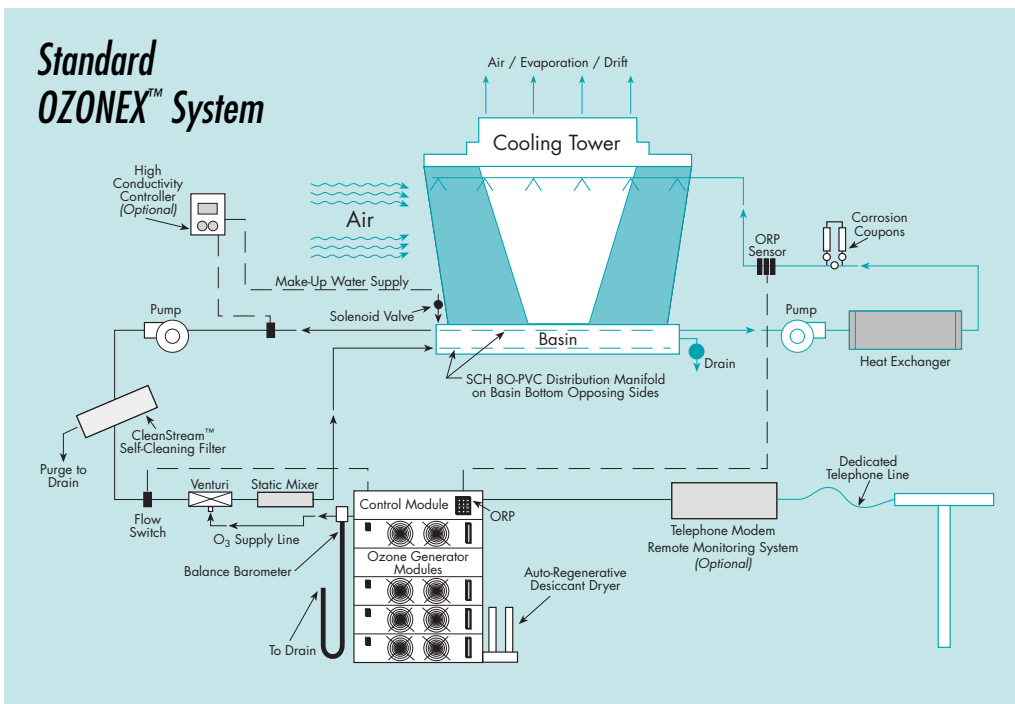 Standard
OZONEX™ System
Air / Evaporation / Drift
Cooling Tower
High
Conductivity
Controller
(Optional)
Air
Corrosion
Coupons
ORP
Sensor
Make-Up Water Supply
Solenoid Valve
Pump
Pump
Basin
Drain
Heat Exchanger
SCH 8O-PVC Distribution Manifold
on Basin Bottom Opposing Sides
CleanStream™
Self-Cleaning Filter
Purge to
Drain
Venturi
Static Mixer
Flow
Switch
O₃ Supply Line
Balance Barometer
Control Module
ORP
Ozone Generator
Modules
Auto-Regenerative
Desiccant Dryer
To Drain
Dedicated
Telephone Line
Telephone Modem
Remote Monitoring System
(Optional)